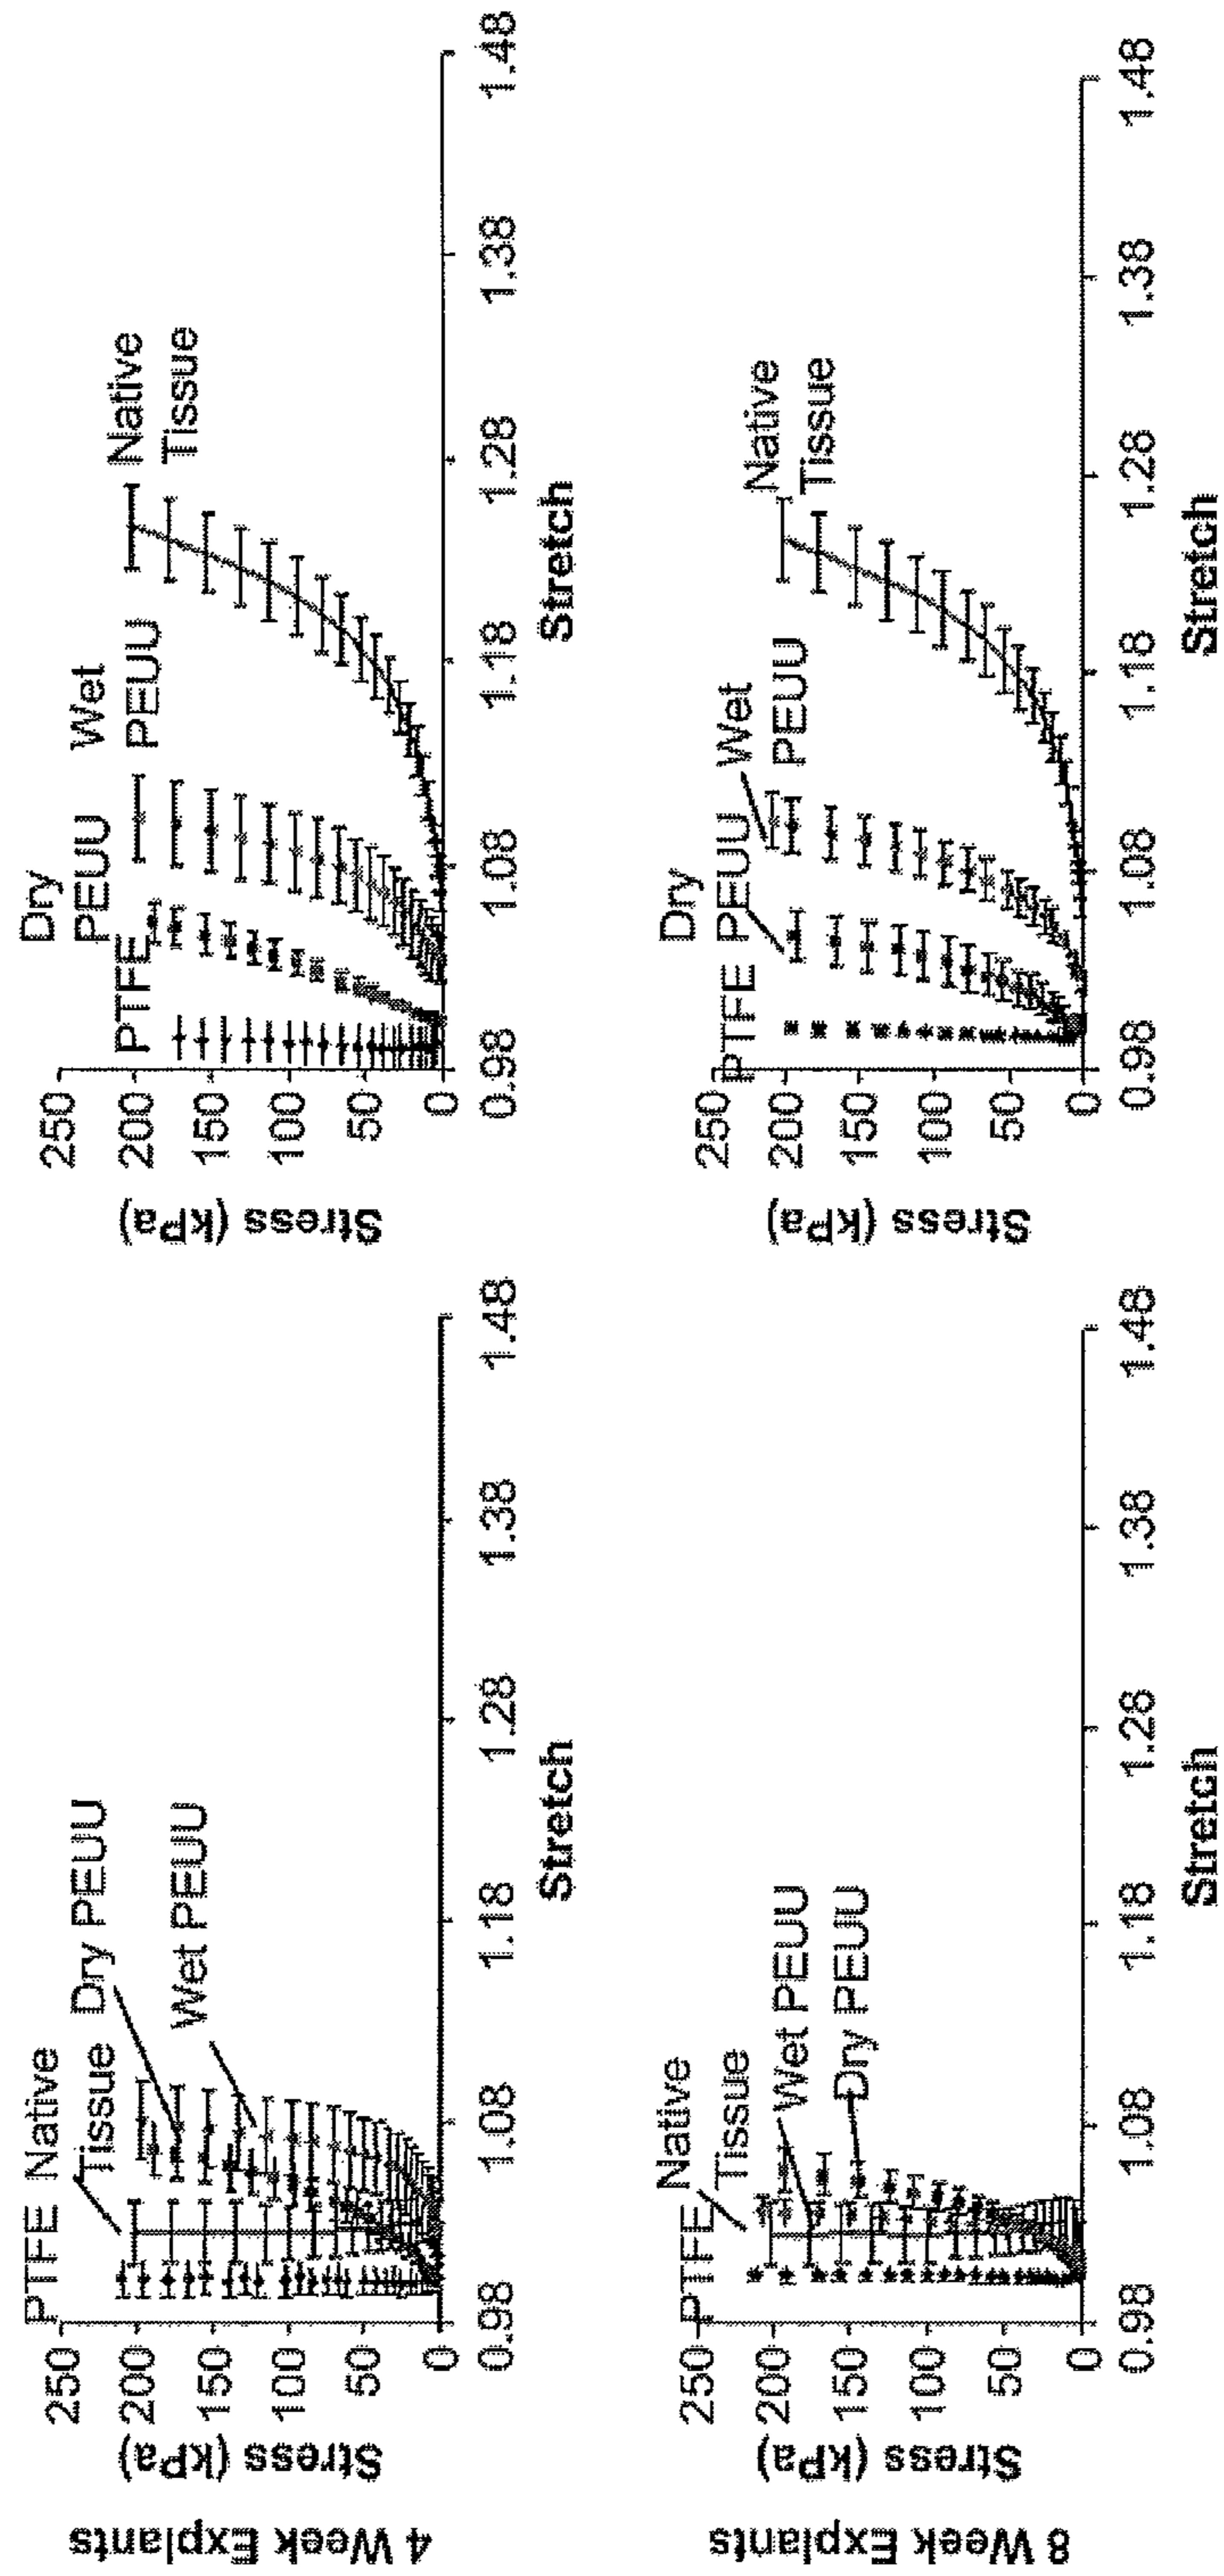 4 Week Explants
Stress (kPa)
250
200
150
100
50
0
PTFE Native
Tissue
Dry PEUU
Wet PEUU
0.98 1.08 1.18 1.28 1.38 1.48
Stretch
Stress (kPa)
250
200
150
100
50
0
Dry
PEUU
PTFE
Wet
PEUU
Native
Tissue
0.98 1.08 1.18 1.28 1.38 1.48
Stretch
8 Week Explants
Stress (kPa)
250
200
150
100
50
0
PTFE
Native
Tissue
Wet PEUU
Dry PEUU
0.98 1.08 1.18 1.28 1.38 1.48
Stretch
Stress (kPa)
250
200
150
100
50
0
Dry
PTFE PEUU Wet
PEUU
Native
Tissue
0.98 1.08 1.18 1.28 1.38 1.48
Stretch